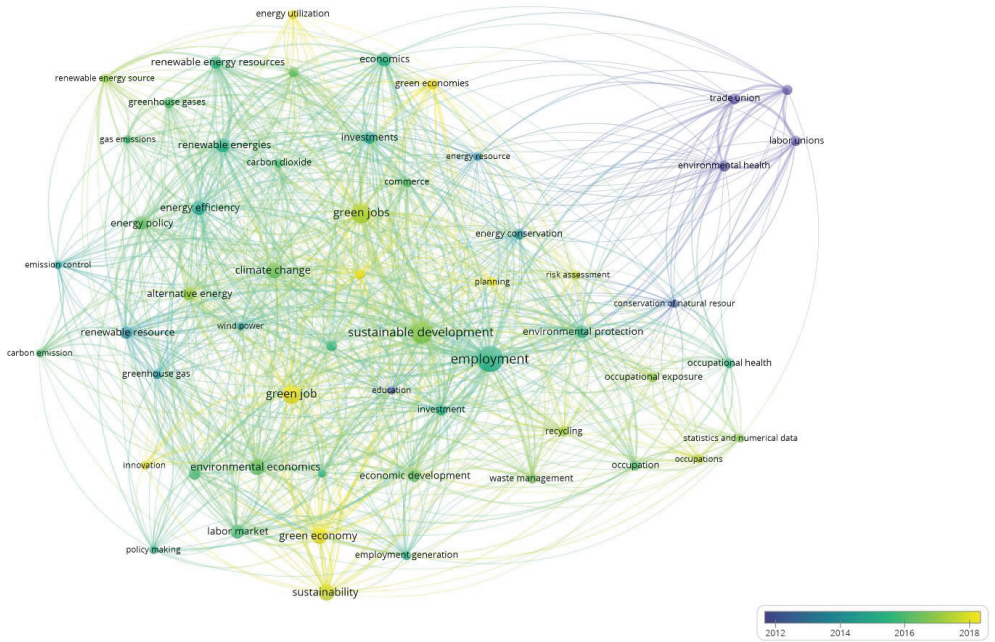 energy utilization
renewable energy resources
economics
renewable energy source
green economies
greenhouse gases
trade union
gas emissions
investments
labor unions
renewable energies
carbon dioxide
energy resource
environmental health
commerce
energy efficiency
green jobs
energy policy
energy conservation
emission control
climate change
risk assessment
planning
alternative energy
conservation of natural resour
renewable resource
wind power
sustainable development
environmental protection
carbon emission
employment
occupational health
greenhouse gas
occupational exposure
education
green job
investment
recycling
statistics and numerical data
innovation
environmental economics
occupation
occupations
economic development
waste management
labor market
green economy
policy making
employment generation
sustainability
2012
2014
2016
2018